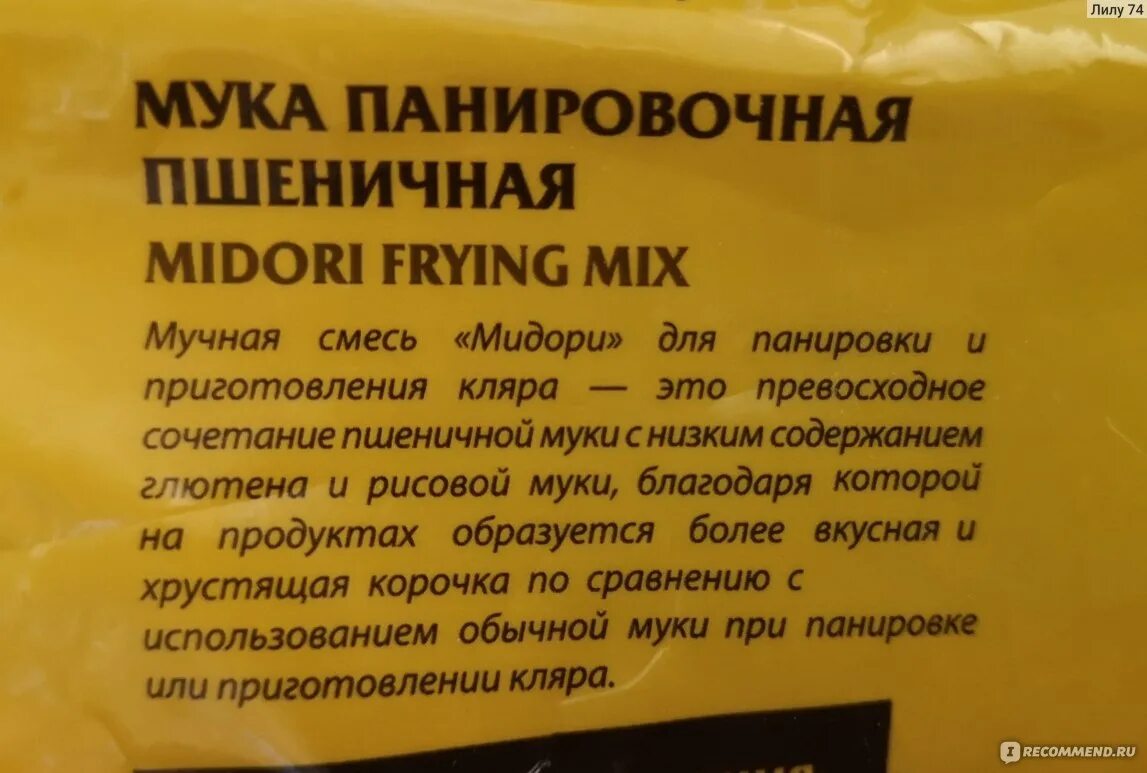 Лилу 74
МУКА ПАНИРОВОЧНАЯ
ПШЕНИЧНАЯ
MIDORI FRYING MIX
Мучная смесь «Мидори» для панировки и
приготовления кляра — это превосходное
сочетание пшеничной муки с низким содержанием
глютена и рисовой муки, благодаря которой
на продуктах образуется более вкусная и
хрустящая корочка по сравнению с
использованием обычной муки при панировке
или приготовлении кляра.
IRECOMMEND.RU